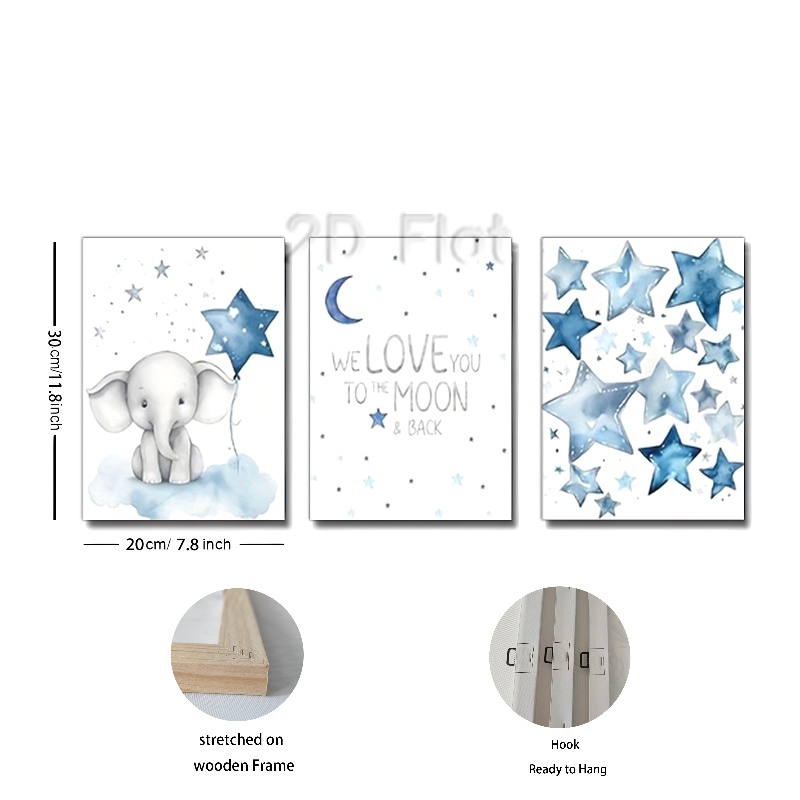 2D Flat
30cm/11.8inch
WE LOVE YOU
TO THE MOON
& BACK
20cm/ 7.8 inch
stretched on
wooden Frame
Hook
Ready to Hang